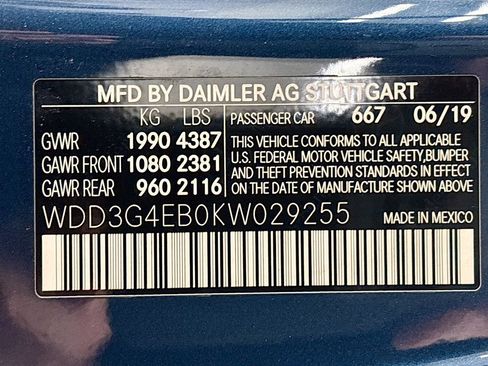 MFD BY DAIMLER AG STUTTGART
KG LBS PASSENGER CAR 667 06/19
GVWR 1990 4387
GAWR FRONT 1080 2381
GAWR REAR 960 2116
THIS VEHICLE CONFORMS TO ALL APPLICABLE
U.S. FEDERAL MOTOR VEHICLE SAFETY, BUMPER
AND THEFT PREVENTION STANDARDS IN EFFECT
ON THE DATE OF MANUFACTURE SHOWN ABOVE.
WDD3G4EB0KW029255 MADE IN MEXICO